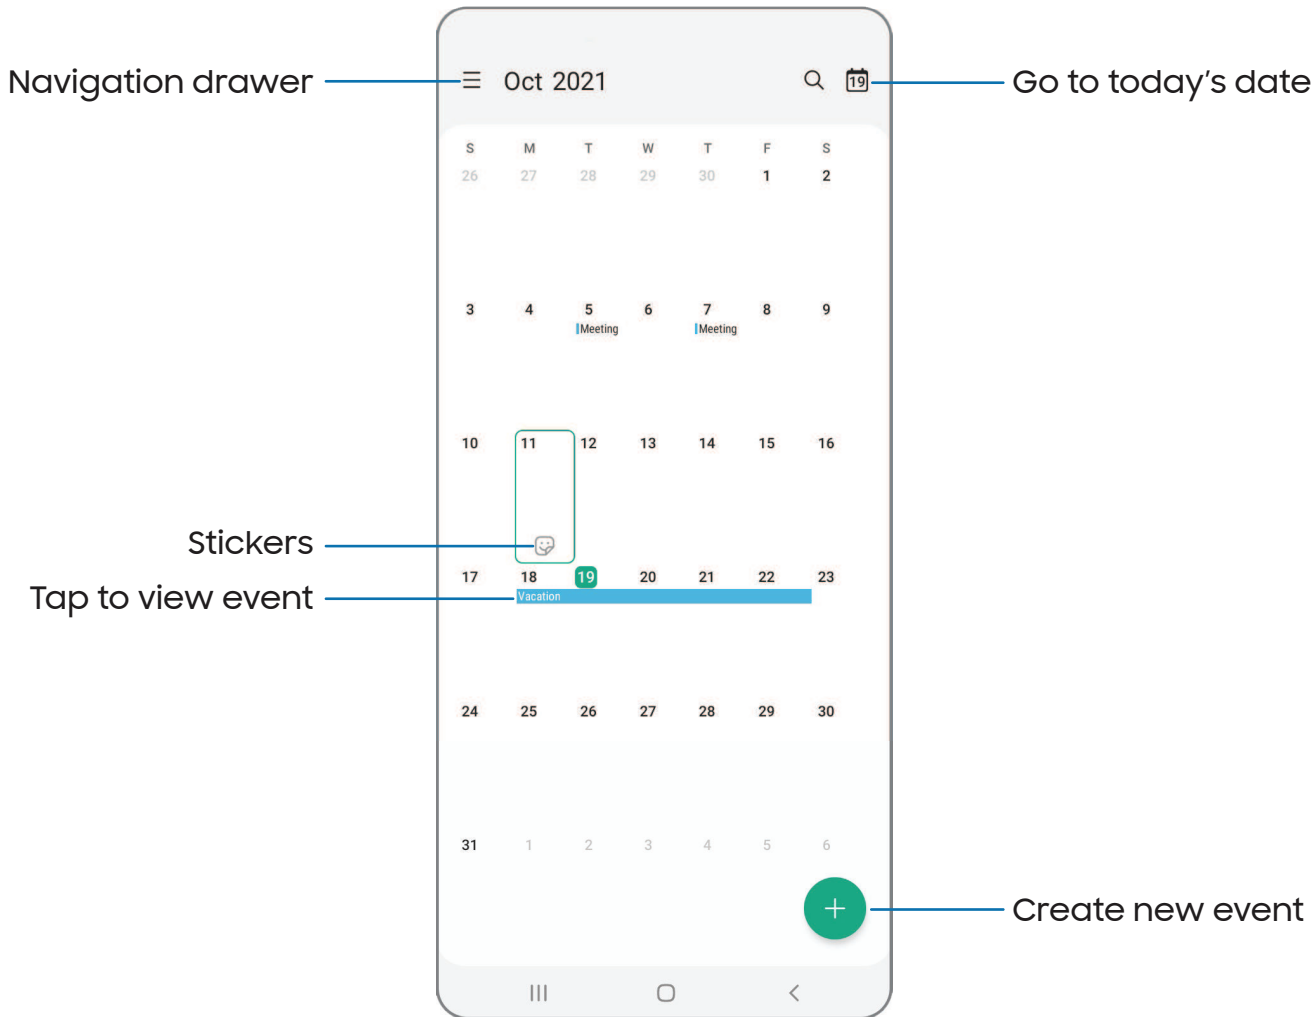 Navigation drawer
Oct 2021
19
Go to today's date
S M T W T F S
26 27 28 29 30 1 2
3 4 5 6 7 8 9
Meeting Meeting
10 11 12 13 14 15 16
Stickers
17 18 19 20 21 22 23
Tap to view event
Vacation
24 25 26 27 28 29 30
31 1 2 3 4 5 6
Create new event